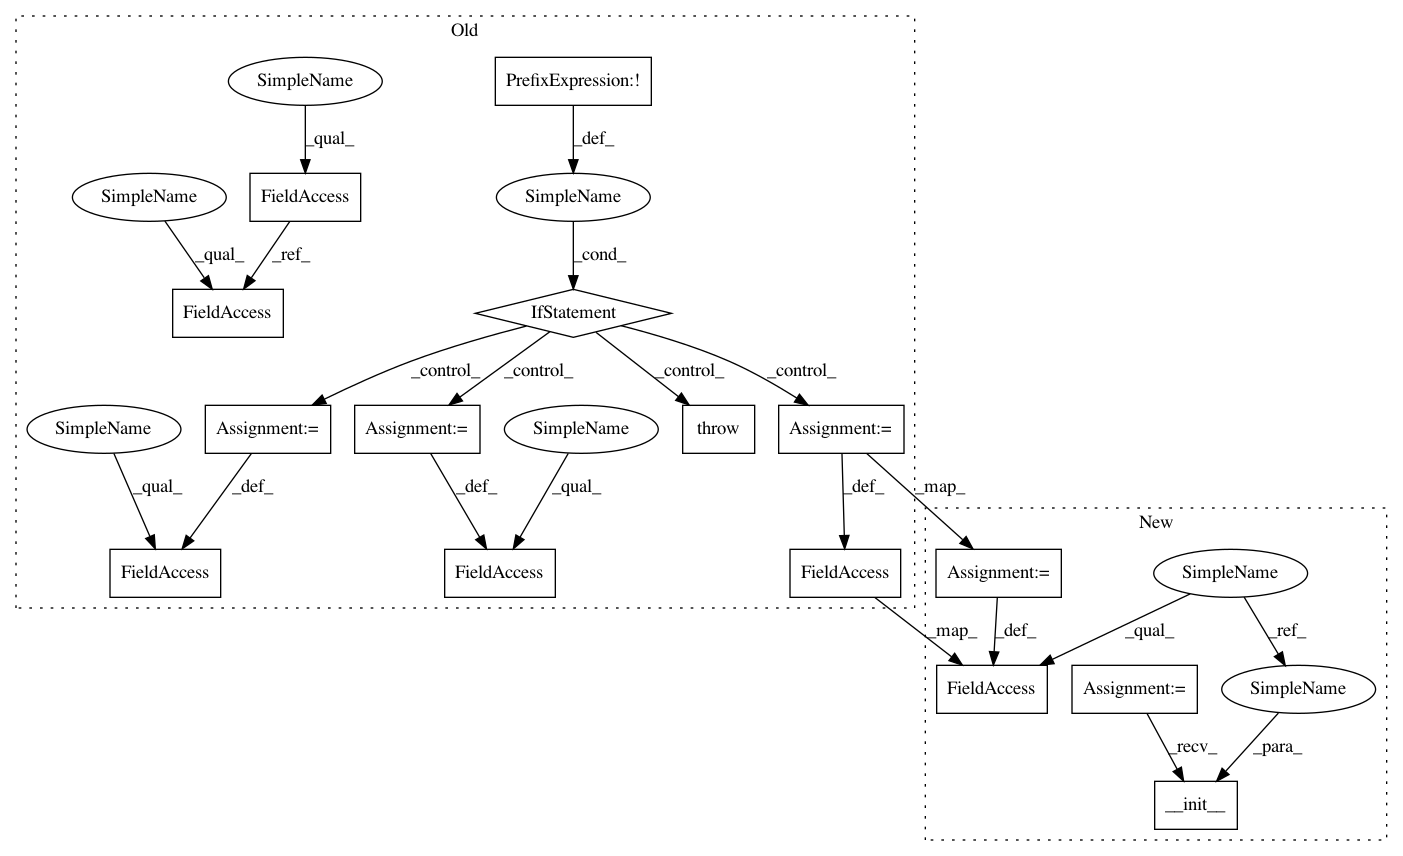 Old
SimpleName
PrefixExpression:!
_qual_
_def_
SimpleName
FieldAccess
SimpleName
_qual_
_ref_
_cond_
FieldAccess
IfStatement
_control_
_control_
_control_
_control_
SimpleName
Assignment:=
Assignment:=
SimpleName
throw
Assignment:=
_qual_
_def_
_def_
_qual_
_def_
_map_
New
FieldAccess
FieldAccess
FieldAccess
Assignment:=
SimpleName
_map_
_def_
_qual_
_ref_
FieldAccess
Assignment:=
SimpleName
_recv_
_para_
__init__